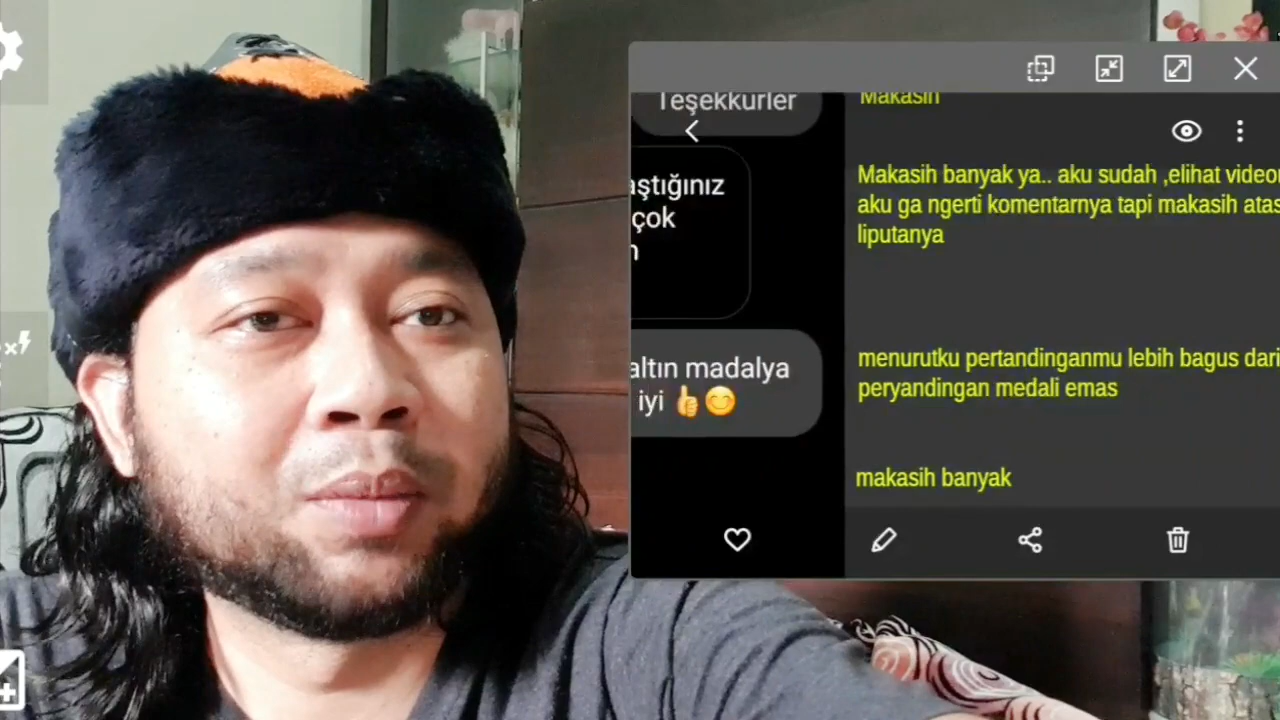 Teşekkürler
Makasih
aştığınız
çok
Makasih banyak ya.. aku sudah ,elihat video
aku ga ngerti komentarnya tapi makasih atas
liputanya
altın madalya
iyi 👍😊
menurutku pertandinganmu lebih bagus dari
peryandingan medali emas
makasih banyak